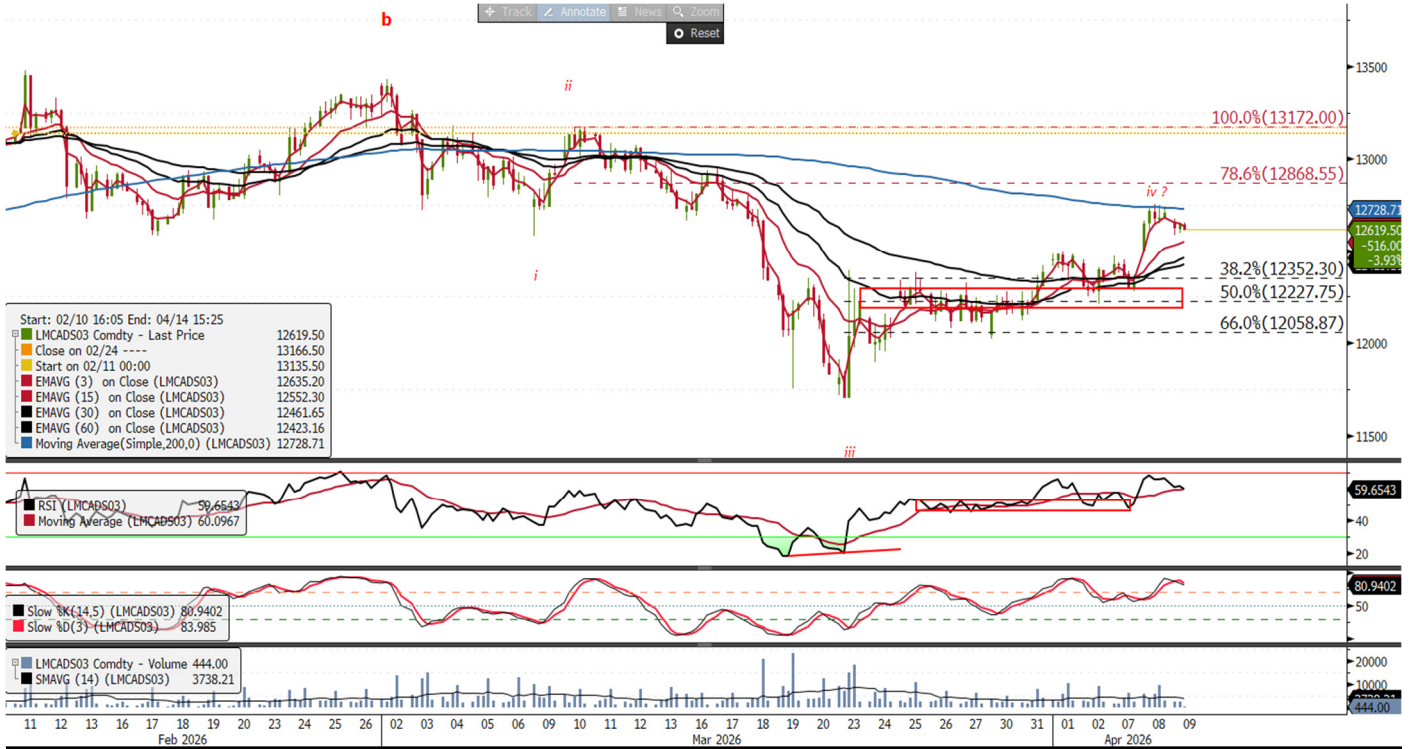 b
Track Annotate News Zoom
Reset
ii
i
iii
iv ?
100.0%(13172.00)
78.6%(12868.55)
38.2%(12352.30)
50.0%(12227.75)
66.0%(12058.87)
13500
13000
12728.71
12619.50
-516.00
-3.93%
12000
11500
Start: 02/10 16:05 End: 04/14 15:25
LMCADS03 Comdty - Last Price 12619.50
Close on 02/24 ---- 13166.50
Start on 02/11 00:00 13135.50
EMAVG (3) on Close (LMCADS03) 12635.20
EMAVG (15) on Close (LMCADS03) 12552.30
EMAVG (30) on Close (LMCADS03) 12461.65
EMAVG (60) on Close (LMCADS03) 12423.16
Moving Average(Simple,200,0) (LMCADS03) 12728.71
RSI (LMCADS03) 59.6543
Moving Average (LMCADS03) 60.0967
59.6543
40
20
Slow %K(14,5) (LMCADS03) 80.9402
Slow %D(3) (LMCADS03) 83.985
80.9402
50
LMCADS03 Comdty - Volume 444.00
SMAVG (14) (LMCADS03) 3738.21
20000
10000
444.00
11 12 13 16 17 18 19 20 23 24 25 26 02 03 04 05 06 09 10 11 12 13 16 17 18 19 20 23 24 25 26 27 30 31 01 02 07 08 09
Feb 2026 Mar 2026 Apr 2026